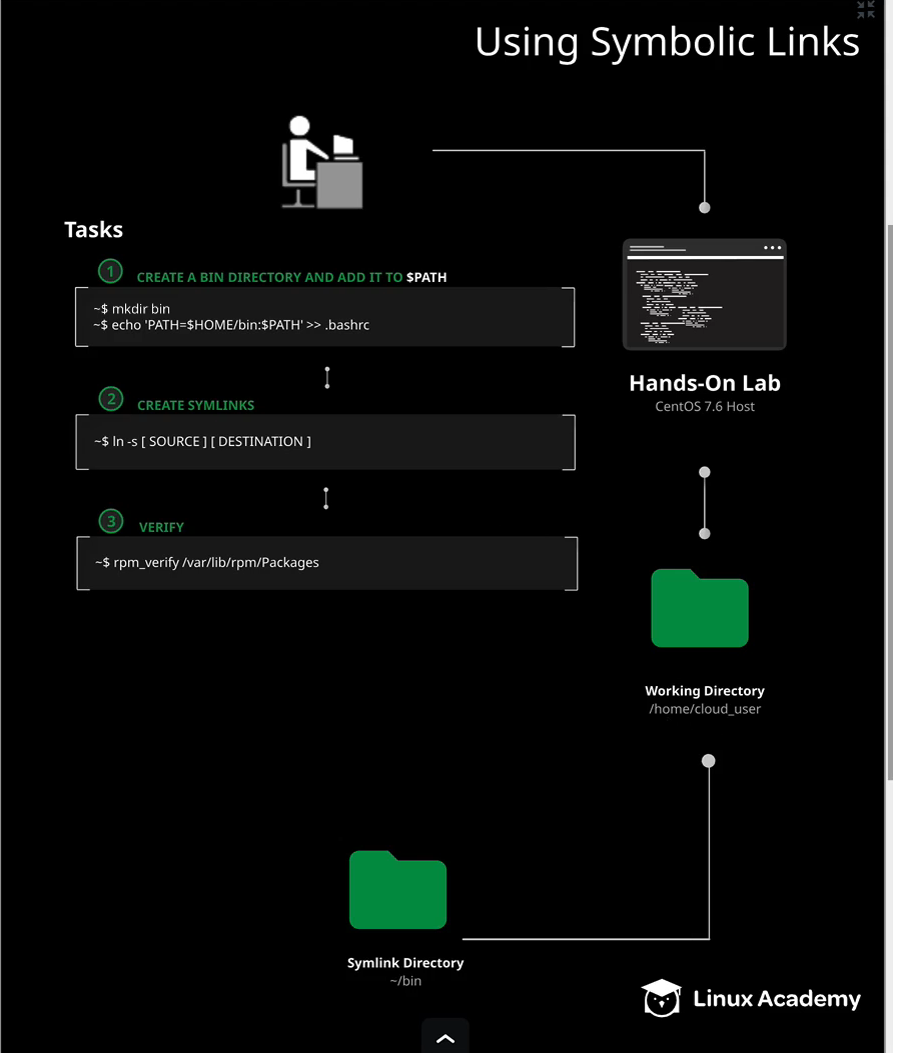 Using Symbolic Links
Tasks
1 CREATE A BIN DIRECTORY AND ADD IT TO $PATH
~$ mkdir bin
~$ echo 'PATH=$HOME/bin:$PATH' >> .bashrc
2 CREATE SYMLINKS
~$ ln -s [ SOURCE ] [ DESTINATION ]
3 VERIFY
~$ rpm_verify /var/lib/rpm/Packages
Hands-On Lab
CentOS 7.6 Host
Working Directory
/home/cloud_user
Symlink Directory
~/bin
Linux Academy